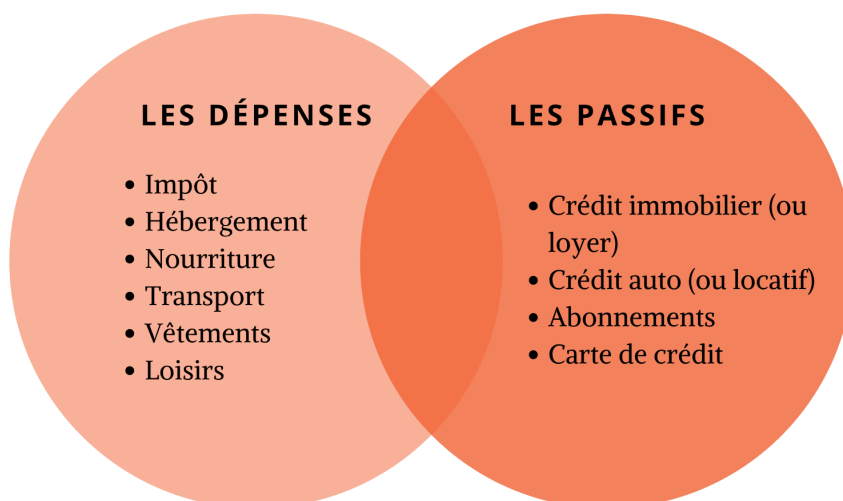 LES DÉPENSES
• Impôt
• Hébergement
• Nourriture
• Transport
• Vêtements
• Loisirs
LES PASSIFS
• Crédit immobilier (ou
loyer)
• Crédit auto (ou locatif)
• Abonnements
• Carte de crédit